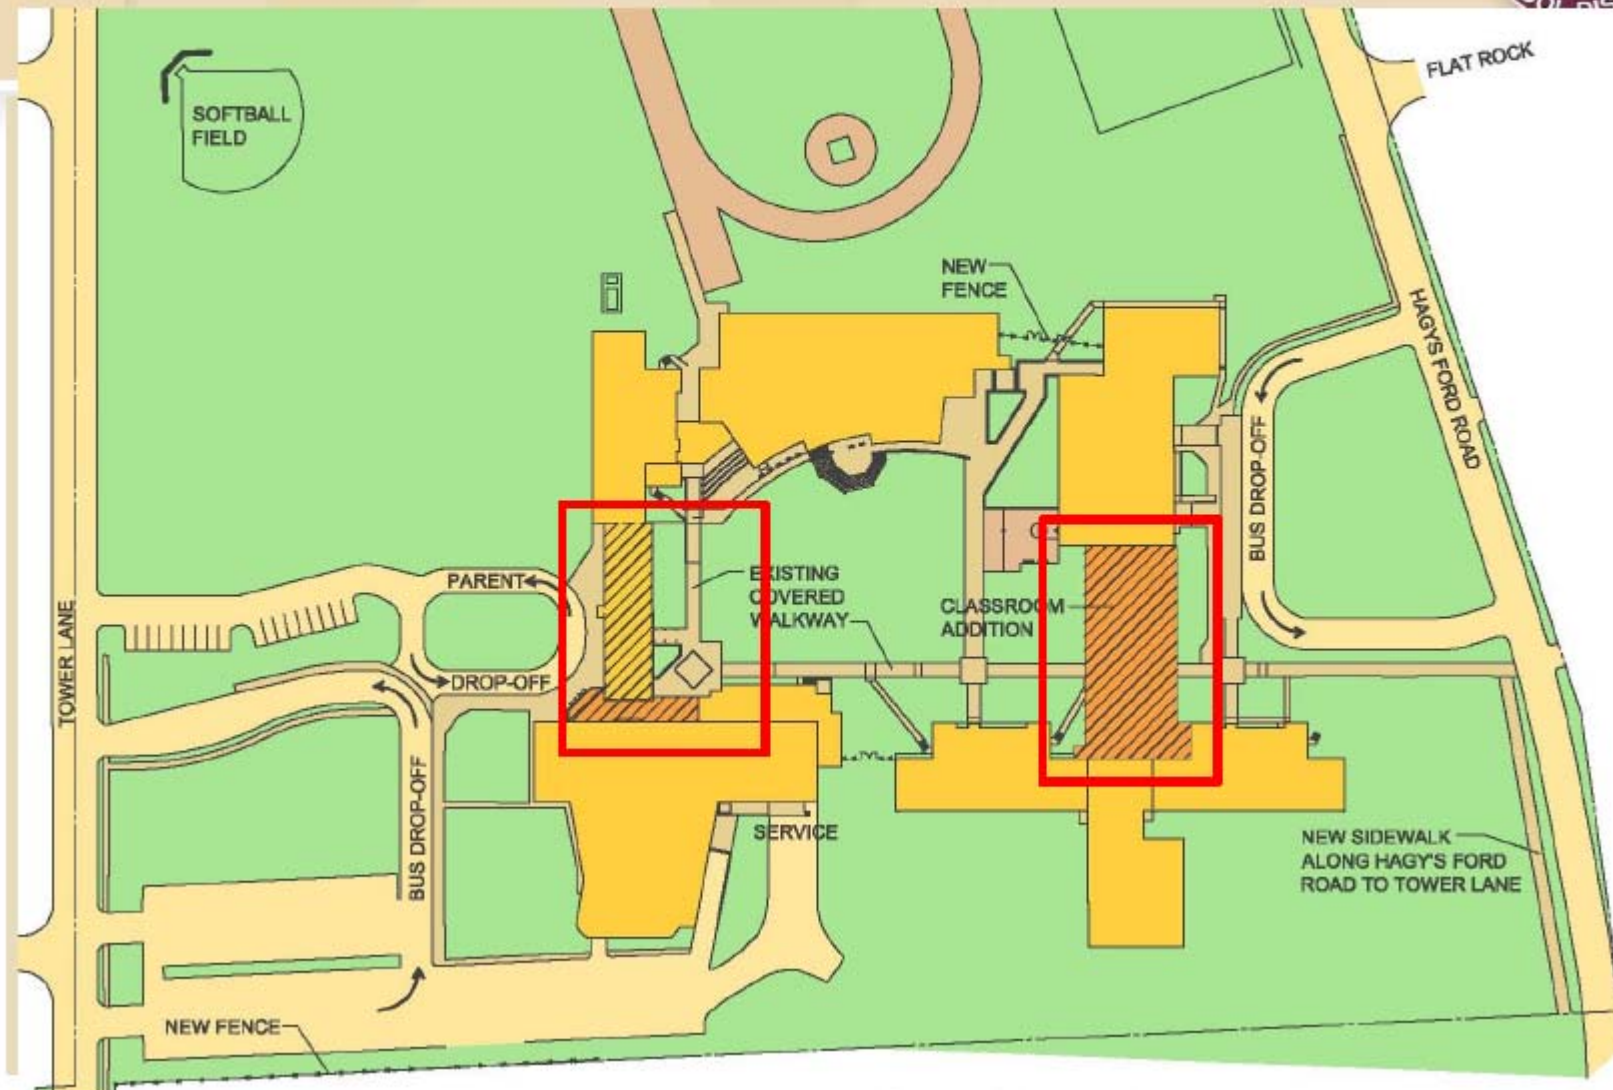 FLAT ROCK
SOFTBALL
FIELD
NEW
FENCE
HAGYS FORD ROAD
BUS DROP-OFF
PARENT
EXISTING
COVERED
WALKWAY
CLASSROOM
ADDITION
TOWER LANE
DROP-OFF
BUS DROP-OFF
SERVICE
NEW SIDEWALK
ALONG HAGY'S FORD
ROAD TO TOWER LANE
NEW FENCE